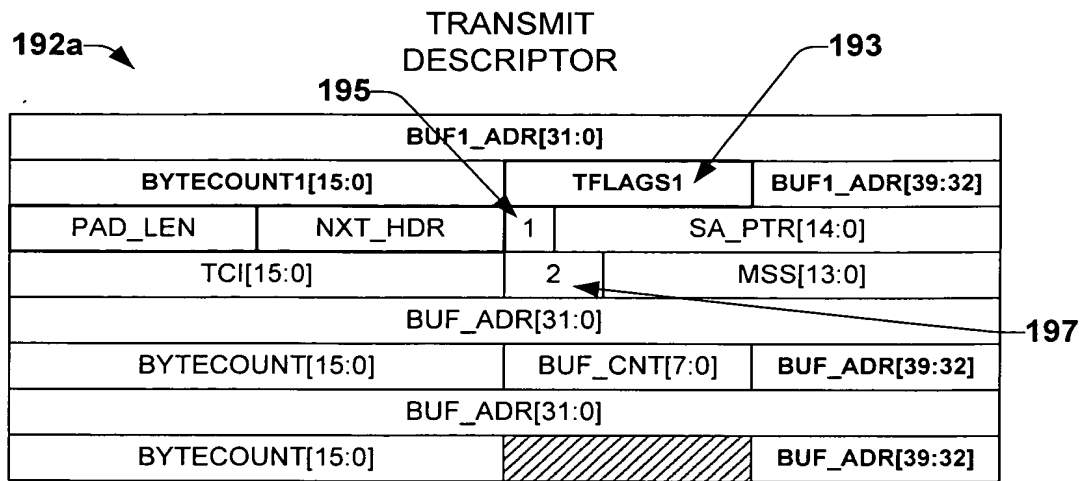 TRANSMIT
DESCRIPTOR
192a
193
195
BUF1_ADR[31:0]
BYTECOUNT1[15:0] TFLAGS1 BUF1_ADR[39:32]
PAD_LEN NXT_HDR 1 SA_PTR[14:0]
TCI[15:0] 2 MSS[13:0]
BUF_ADR[31:0]
197
BYTECOUNT[15:0] BUF_CNT[7:0] BUF_ADR[39:32]
BUF_ADR[31:0]
BYTECOUNT[15:0] BUF_ADR[39:32]